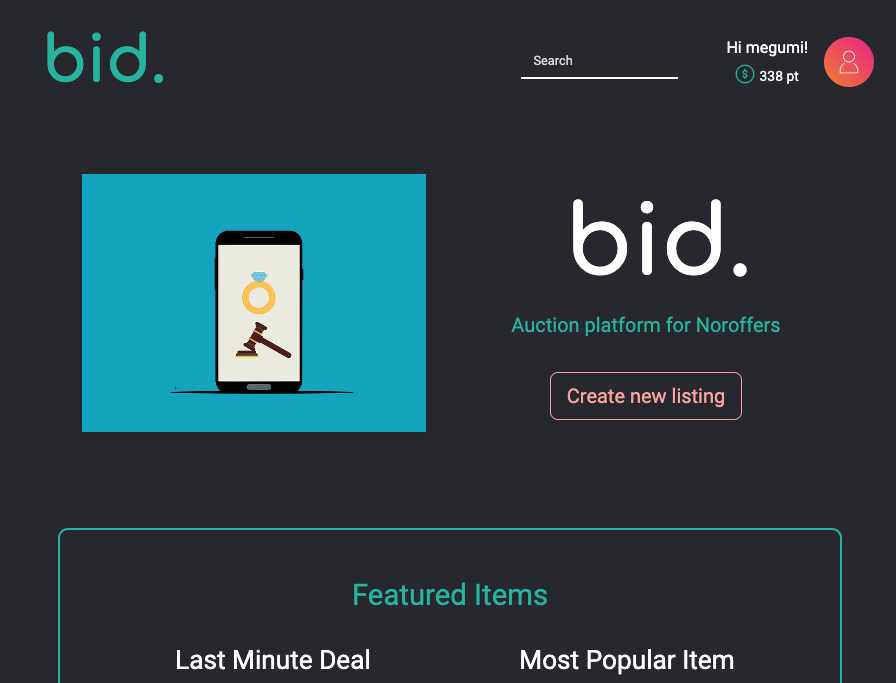 bid.
Search
Hi megumi!
$ 338 pt
bid.
Auction platform for Noroffers
Create new listing
Featured Items
Last Minute Deal
Most Popular Item